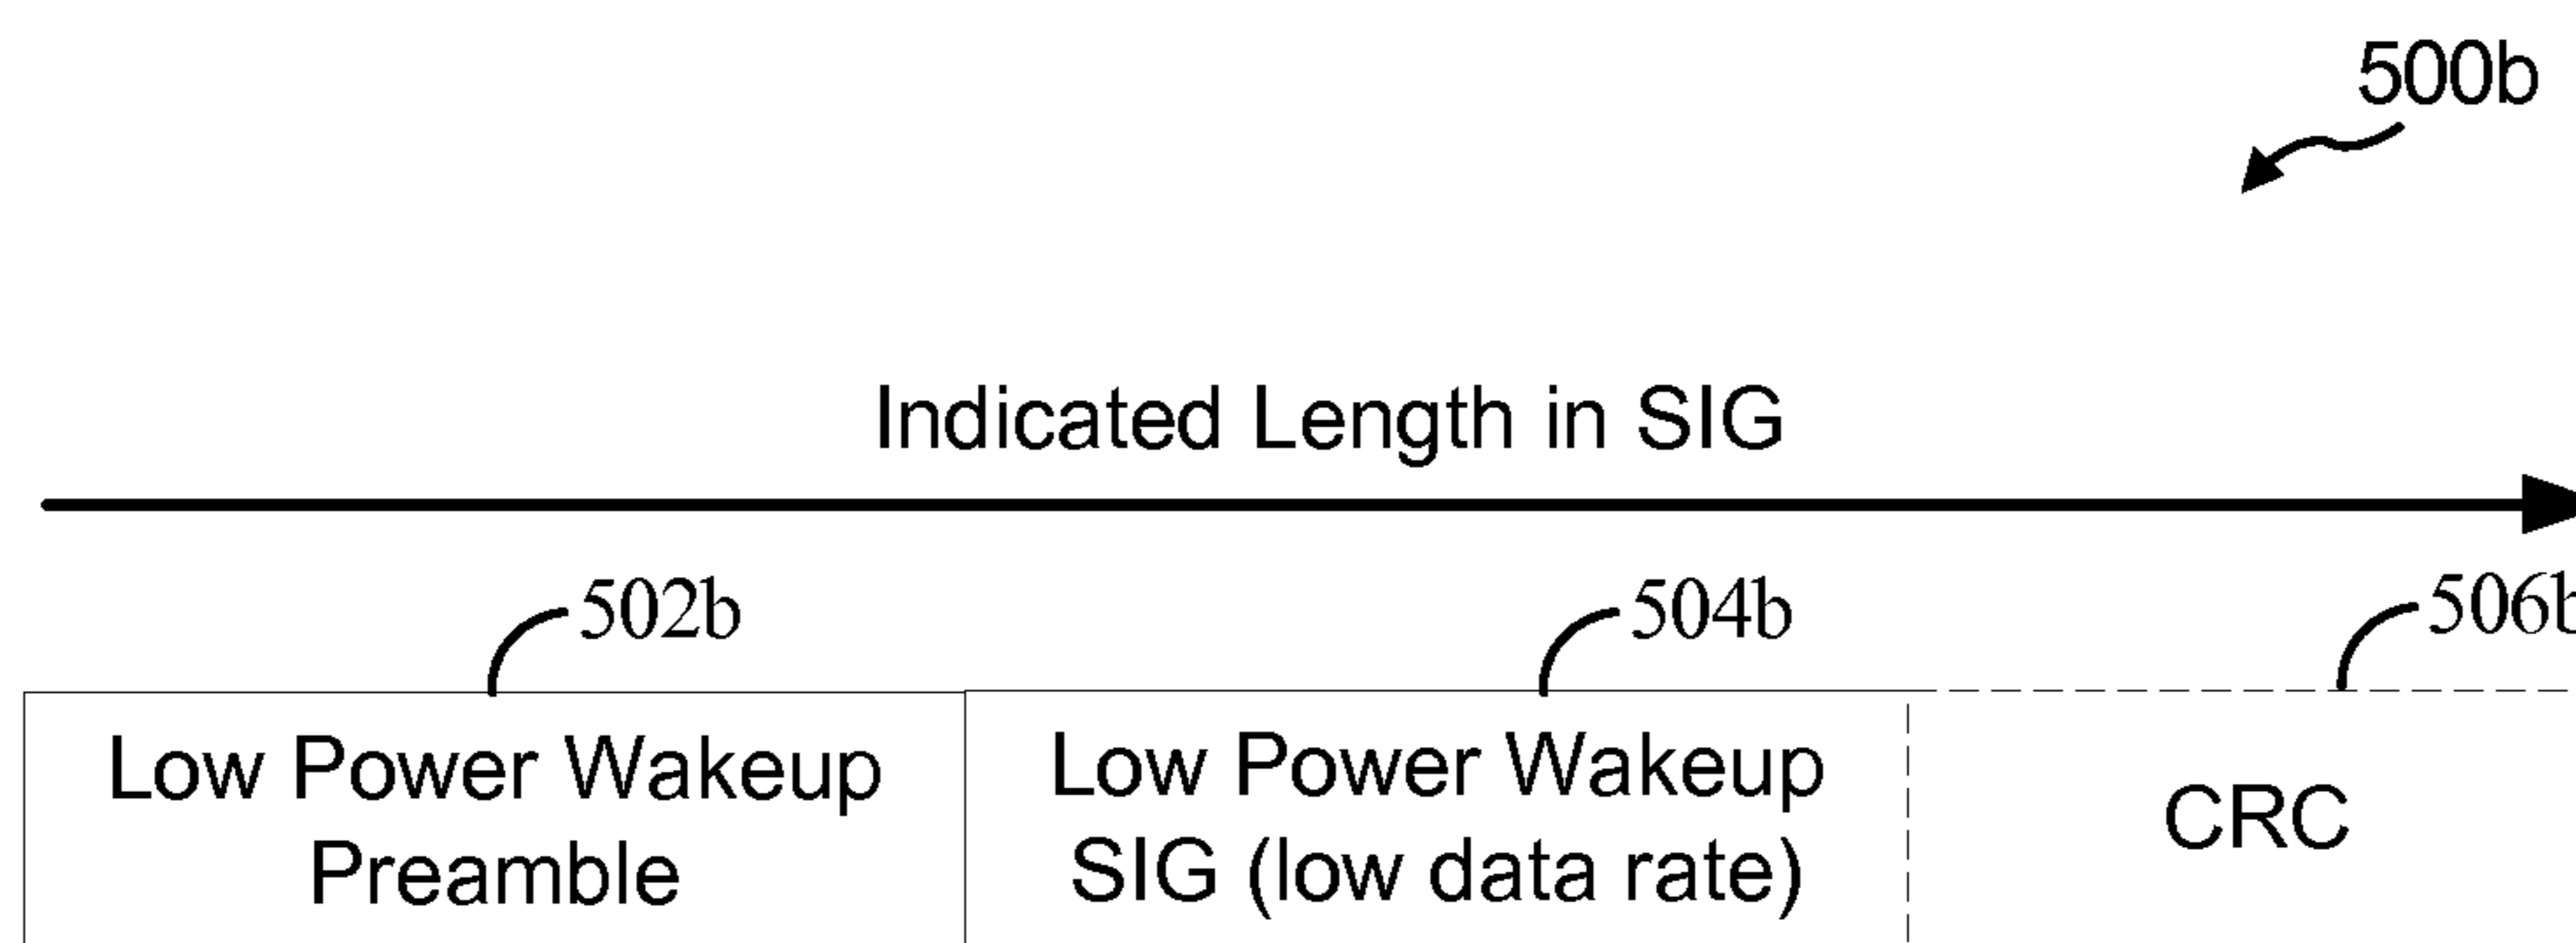 500b
Indicated Length in SIG
502b
504b
506b
Low Power Wakeup
Preamble
Low Power Wakeup
SIG (low data rate)
CRC